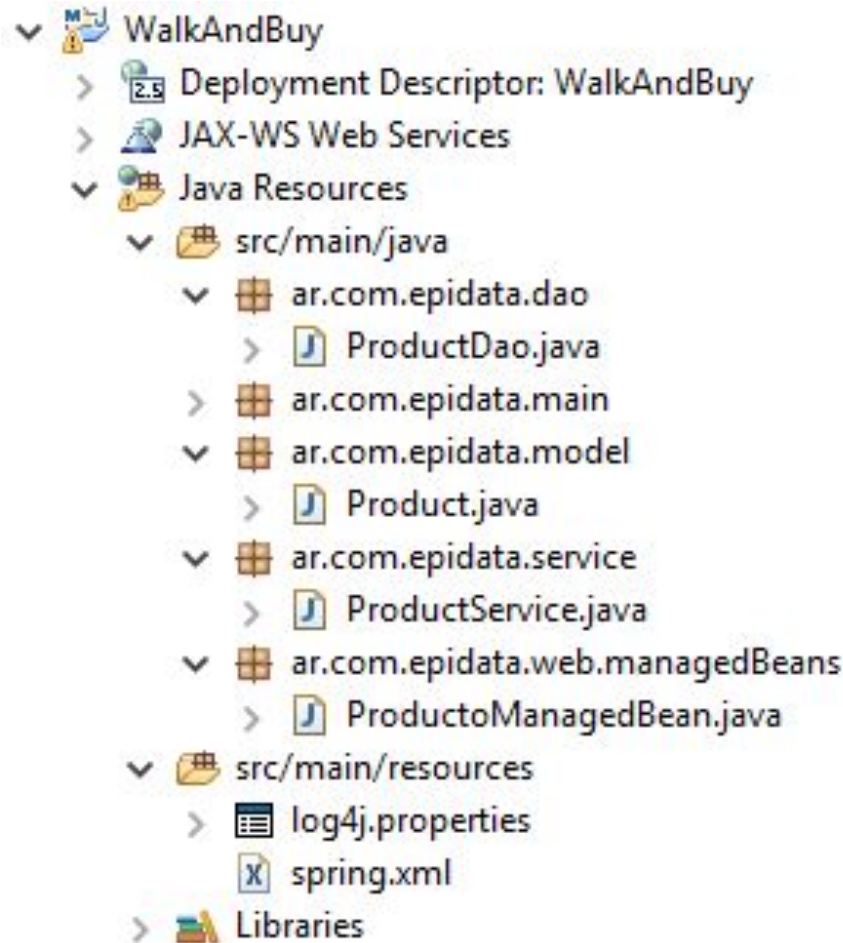 WalkAndBuy
2.5 Deployment Descriptor: WalkAndBuy
JAX-WS Web Services
Java Resources
src/main/java
ar.com.epidata.dao
ProductDao.java
ar.com.epidata.main
ar.com.epidata.model
Product.java
ar.com.epidata.service
ProductService.java
ar.com.epidata.web.managedBeans
ProductoManagedBean.java
src/main/resources
log4j.properties
spring.xml
Libraries